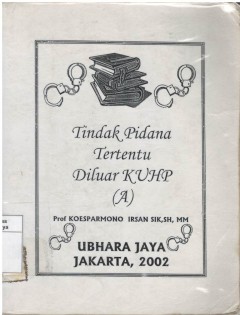 Tindak Pidana
Tertentu
Diluar KUHP
(A)
Prof KOESPARMONO IRSAN SIK,SH, MM
UBHARA JAYA
JAKARTA, 2002